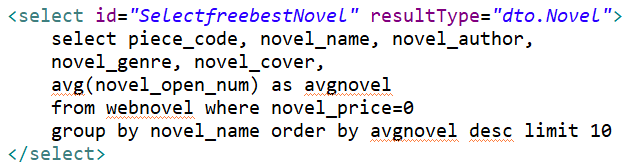 <select id="SelectfreebestNovel" resultType="dto.Novel">
select piece_code, novel_name, novel_author,
novel_genre, novel_cover,
avg(novel_open_num) as avgnovel
from webnovel where novel_price=0
group by novel_name order by avgnovel desc limit 10
</select>